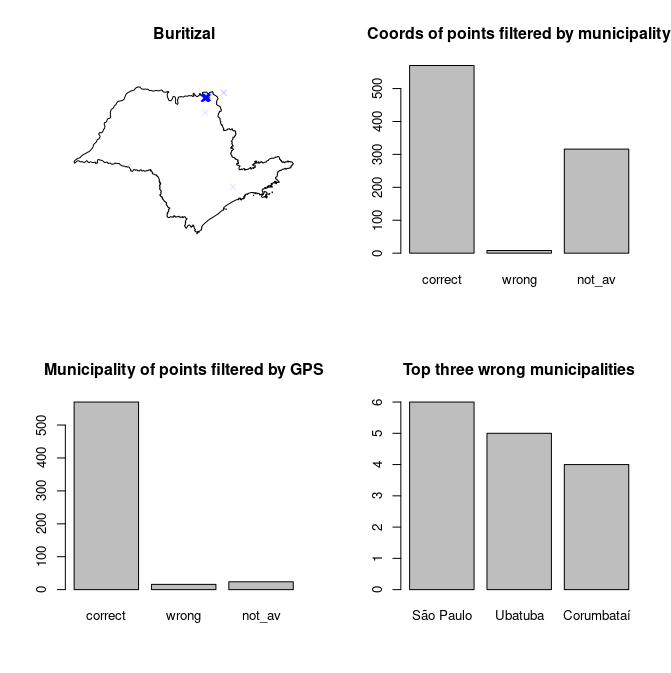 Buritizal
Coords of points filtered by municipality
0 100 200 300 400 500
correct wrong not_av
Municipality of points filtered by GPS
0 100 200 300 400 500
correct wrong not_av
Top three wrong municipalities
0 1 2 3 4 5 6
São Paulo Ubatuba Corumbataí